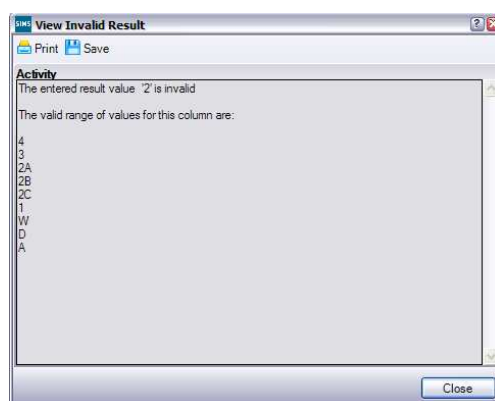 SIMS View Invalid Result
Print Save
Activity
The entered result value '2' is invalid
The valid range of values for this column are:
4
3
2A
2B
2C
1
W
D
A
Close